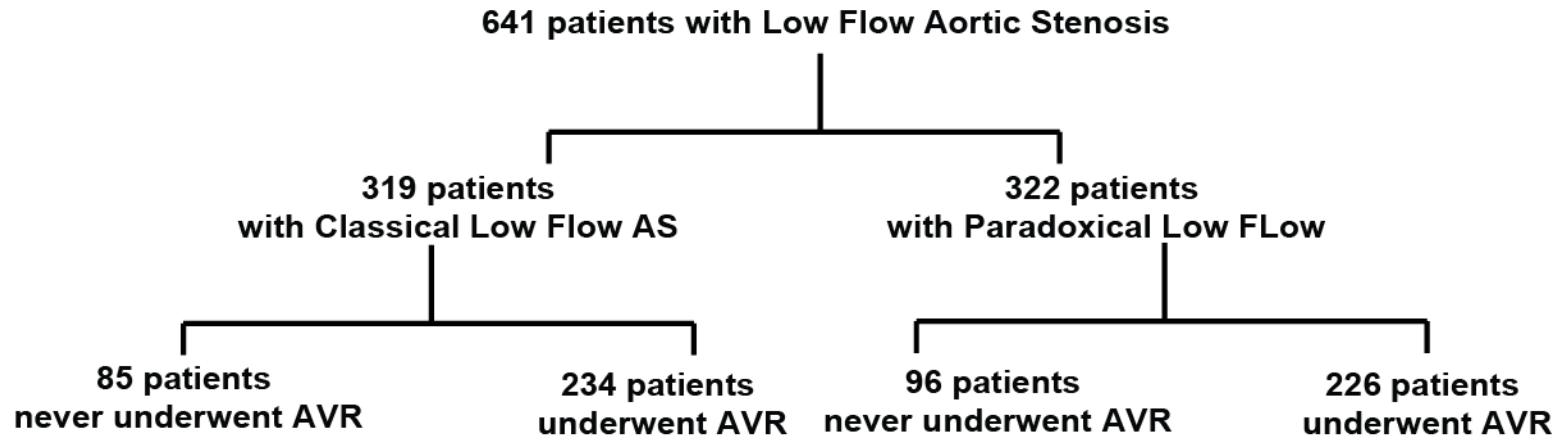 641 patients with Low Flow Aortic Stenosis
319 patients
with Classical Low Flow AS
322 patients
with Paradoxical Low FLow
85 patients
never underwent AVR
234 patients
underwent AVR
96 patients
never underwent AVR
226 patients
underwent AVR